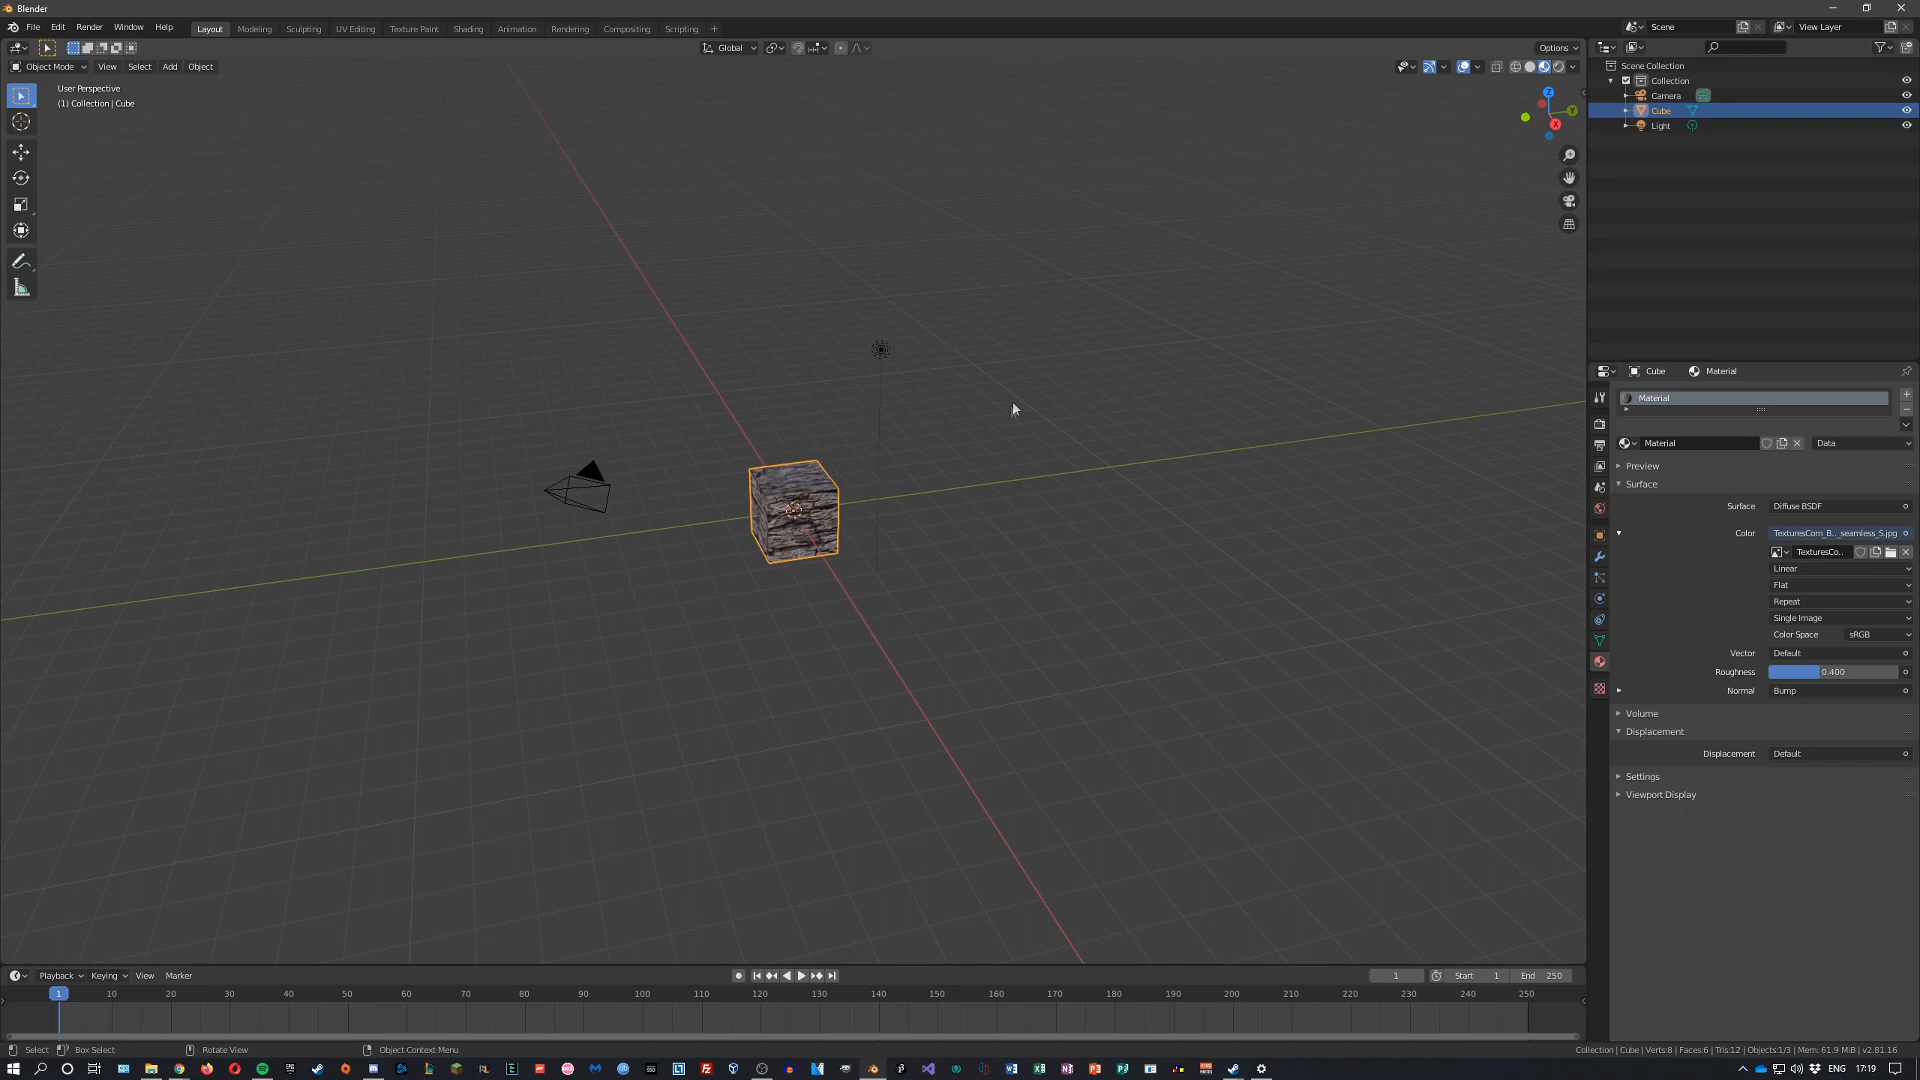 Blender
File Edit Render Window Help
Layout Modeling Sculpting UV Editing Texture Paint Shading Animation Rendering Compositing Scripting +
Scene
View Layer
Global
Options
Object Mode View Select Add Object
User Perspective
(1) Collection | Cube
Z
Y
X
Scene Collection
Collection
Camera
Cube
Light
Cube Material
Material
Material
Data
Preview
Surface
Surface Diffuse BSDF
Color TexturesCom_B.._seamless_S.jpg
TexturesCo..
Linear
Flat
Repeat
Single Image
Color Space sRGB
Vector Default
Roughness 0.400
Normal Bump
Volume
Displacement
Displacement Default
Settings
Viewport Display
Playback Keying View Marker
1 Start 1 End 250
1 10 20 30 40 50 60 70 80 90 100 110 120 130 140 150 160 170 180 190 200 210 220 230 240 250
Select Box Select Rotate View Object Context Menu
Collection | Cube | Verts:8 | Faces:6 | Tris:12 | Objects:1/3 | Mem: 61.9 MiB | v2.81.16
ENG 17:19